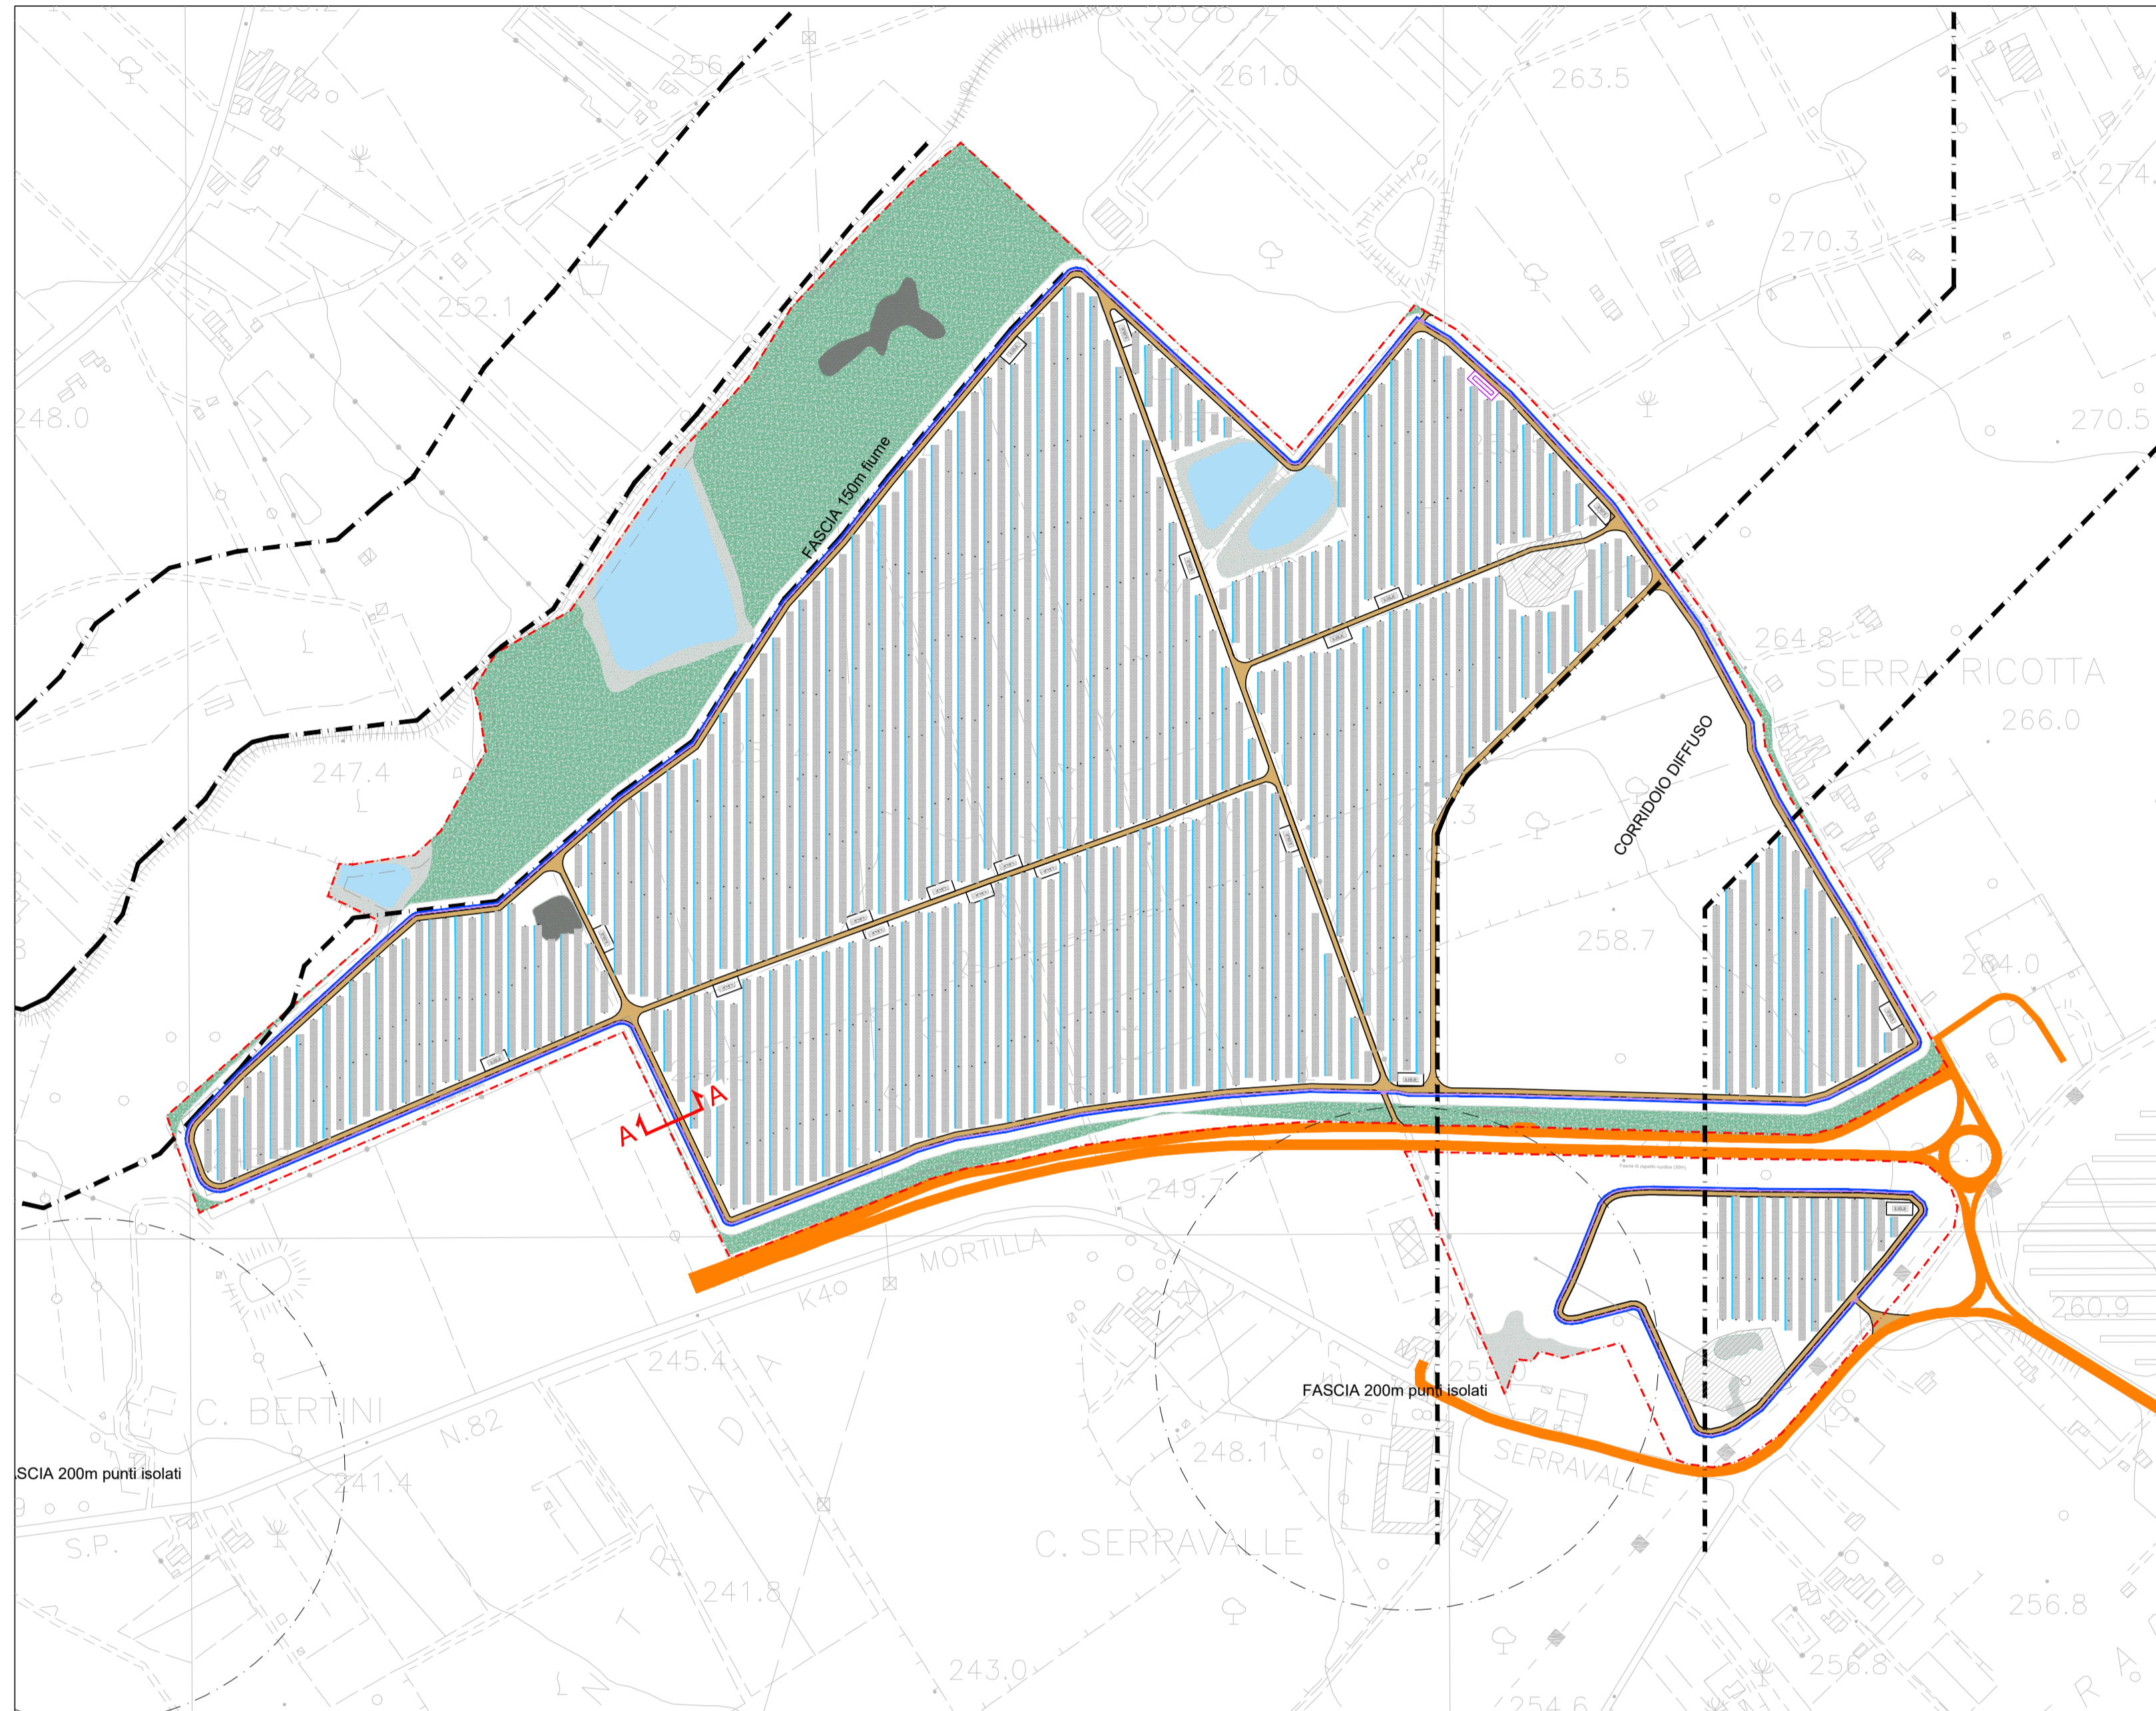 256.1
261.0
263.5
270.3
252.1
248.0
270.5
FASCIA 150m fiume
264.8
SERRA RICOTTA
266.0
CORRIDOIO DIFFUSO
247.4
258.7
264.0
A
A
249.7
MORTILLA
K40
260.9
245.4
FASCIA 200m punti isolati
C. BERTINI
N.82
248.1
SERRAVALLE
SCIA 200m punti isolati
241.4
C. SERRAVALLE
S.P.
241.8
256.8
243.0
256.8
254.6